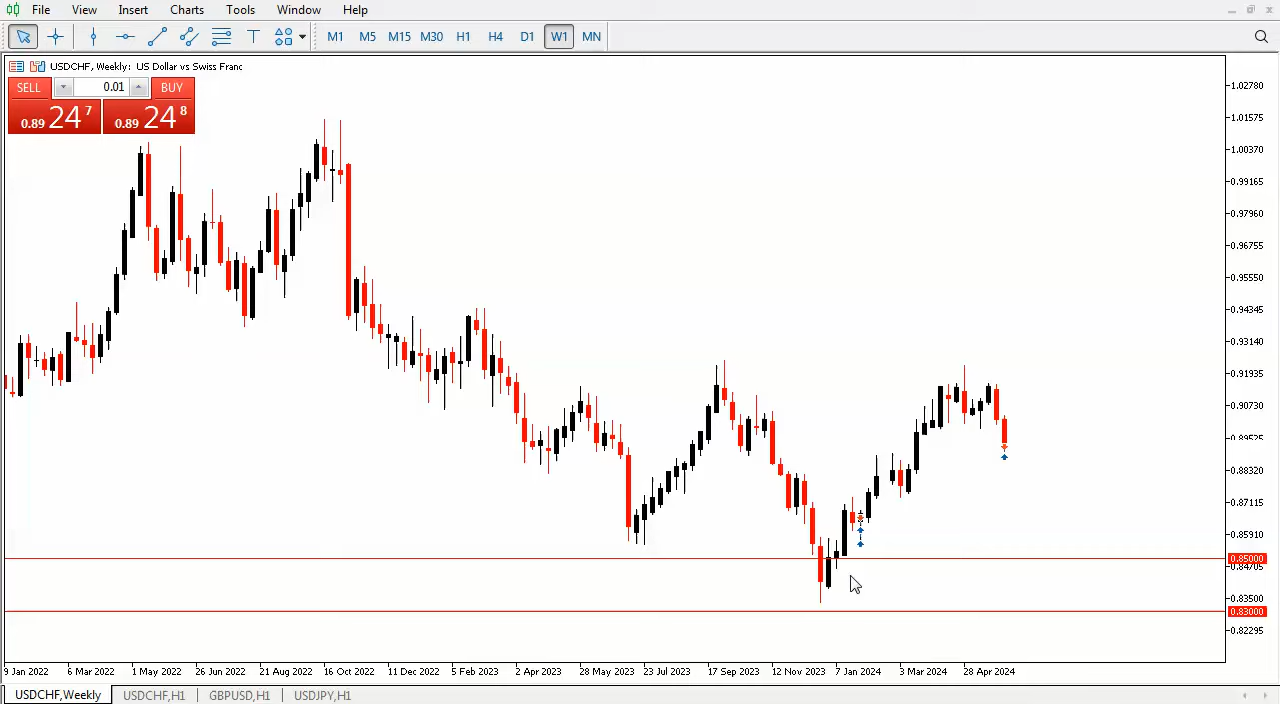 File View Insert Charts Tools Window Help
T M1 M5 M15 M30 H1 H4 D1 W1 MN
USDCHF, Weekly: US Dollar vs Swiss Franc
SELL 0.01 BUY
0.89 24 7 0.89 24 8
1.02780
1.01575
1.00370
0.99165
0.97960
0.96755
0.95550
0.94345
0.93140
0.91935
0.90730
0.89525
0.88320
0.87115
0.85910
0.85000
0.84705
0.83500
0.83000
0.82295
9 Jan 2022 6 Mar 2022 1 May 2022 26 Jun 2022 21 Aug 2022 16 Oct 2022 11 Dec 2022 5 Feb 2023 2 Apr 2023 28 May 2023 23 Jul 2023 17 Sep 2023 12 Nov 2023 7 Jan 2024 3 Mar 2024 28 Apr 2024
USDCHF,Weekly USDCHF,H1 GBPUSD,H1 USDJPY,H1